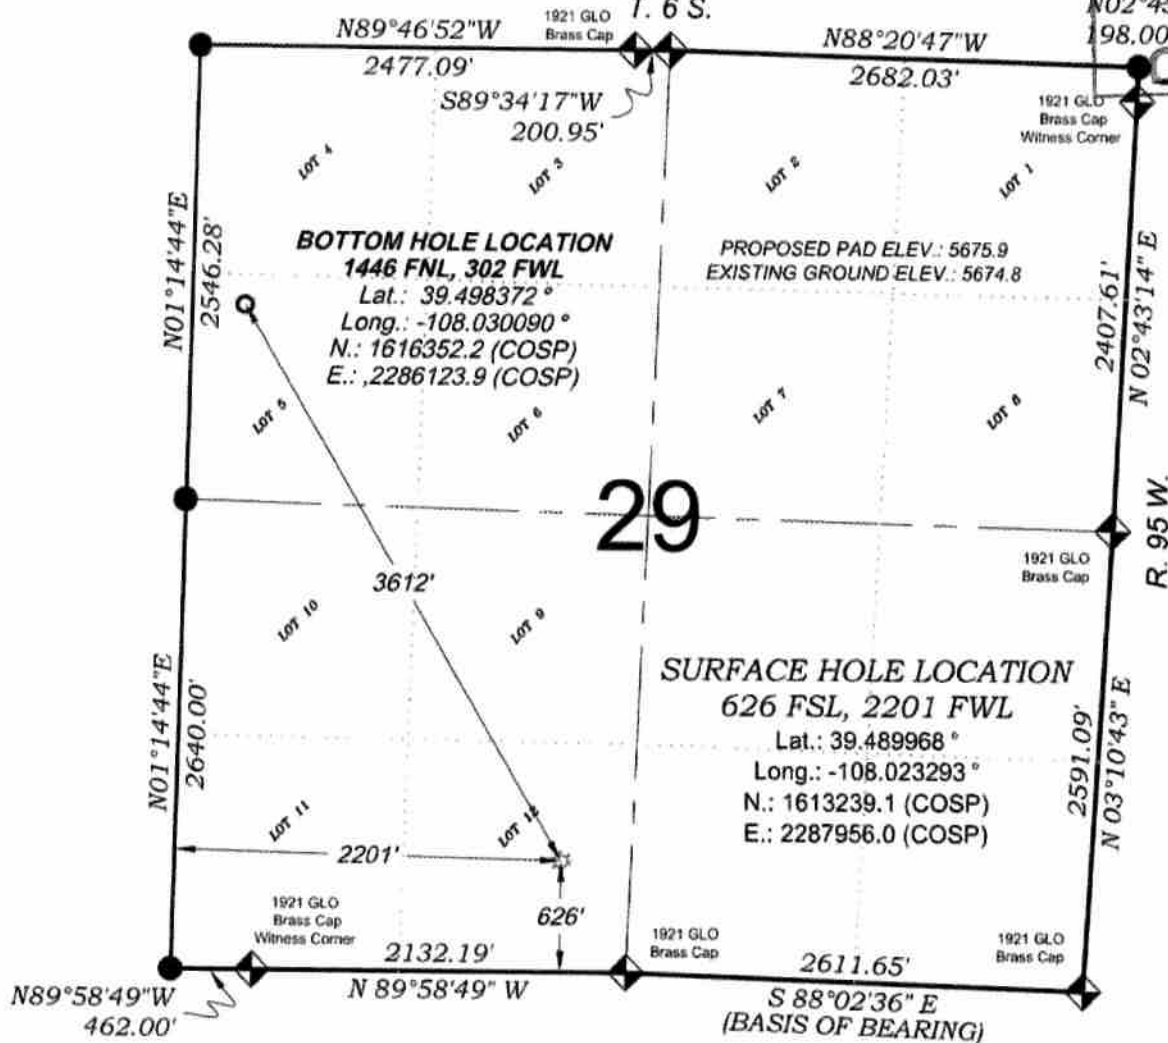 T. 6 S.
1921 GLO
Brass Cap
N89°46'52"W
2477.09'
S89°34'17"W
200.95'
N88°20'47"W
2682.03'
198.00
1921 GLO
Brass Cap
Witness Corner
LOT 4
LOT 3
LOT 2
LOT 1
N01°14'44"E
2546.28'
BOTTOM HOLE LOCATION
1446 FNL, 302 FWL
Lat.: 39.498372 °
Long.: -108.030090 °
N.: 1616352.2 (COSP)
E.: ,2286123.9 (COSP)
PROPOSED PAD ELEV.: 5675.9
EXISTING GROUND ELEV.: 5674.8
2407.61'
N 02°43'14" E
LOT 5
LOT 6
LOT 7
LOT 8
29
R. 95 W.
1921 GLO
Brass Cap
3612'
LOT 10
LOT 9
N01°14'44"E
2640.00'
SURFACE HOLE LOCATION
626 FSL, 2201 FWL
Lat.: 39.489968 °
Long.: -108.023293 °
N.: 1613239.1 (COSP)
E.: 2287956.0 (COSP)
2591.09'
N 03°10'43" E
LOT 11
LOT 12
2201'
626'
1921 GLO
Brass Cap
Witness Corner
1921 GLO
Brass Cap
1921 GLO
Brass Cap
N89°58'49"W
462.00'
2132.19'
N 89°58'49" W
2611.65'
S 88°02'36" E
(BASIS OF BEARING)